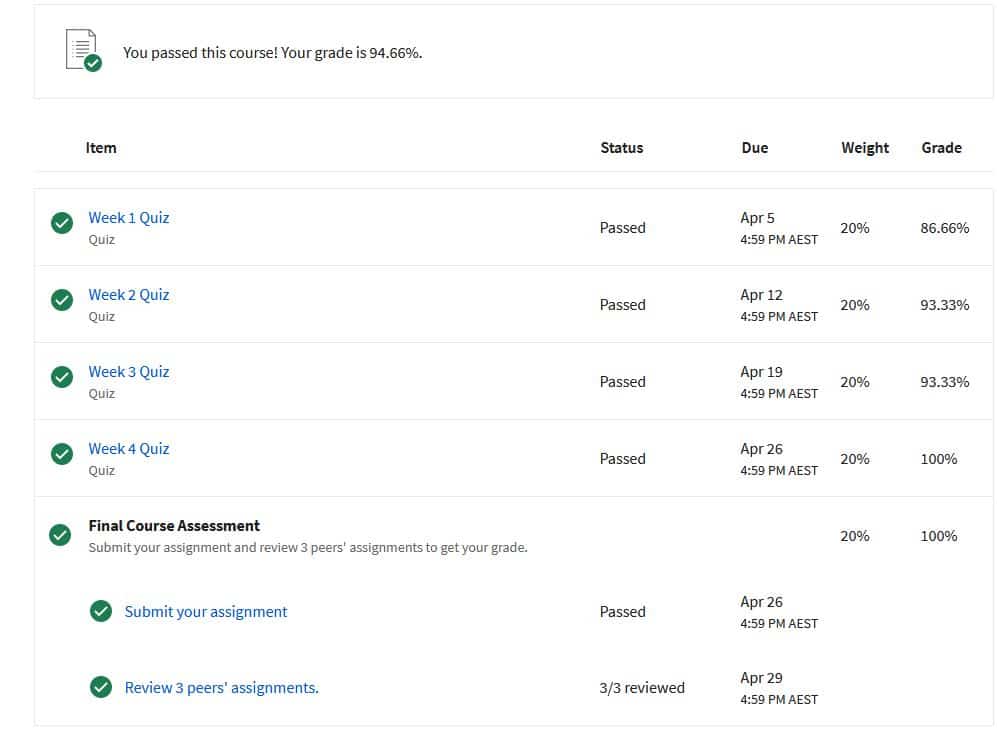 You passed this course! Your grade is 94.66%.
Item Status Due Weight Grade
Week 1 Quiz
Quiz
Passed
Apr 5
4:59 PM AEST
20%
86.66%
Week 2 Quiz
Quiz
Passed
Apr 12
4:59 PM AEST
20%
93.33%
Week 3 Quiz
Quiz
Passed
Apr 19
4:59 PM AEST
20%
93.33%
Week 4 Quiz
Quiz
Passed
Apr 26
4:59 PM AEST
20%
100%
Final Course Assessment
Submit your assignment and review 3 peers' assignments to get your grade.
20%
100%
Submit your assignment
Passed
Apr 26
4:59 PM AEST
Review 3 peers' assignments.
3/3 reviewed
Apr 29
4:59 PM AEST